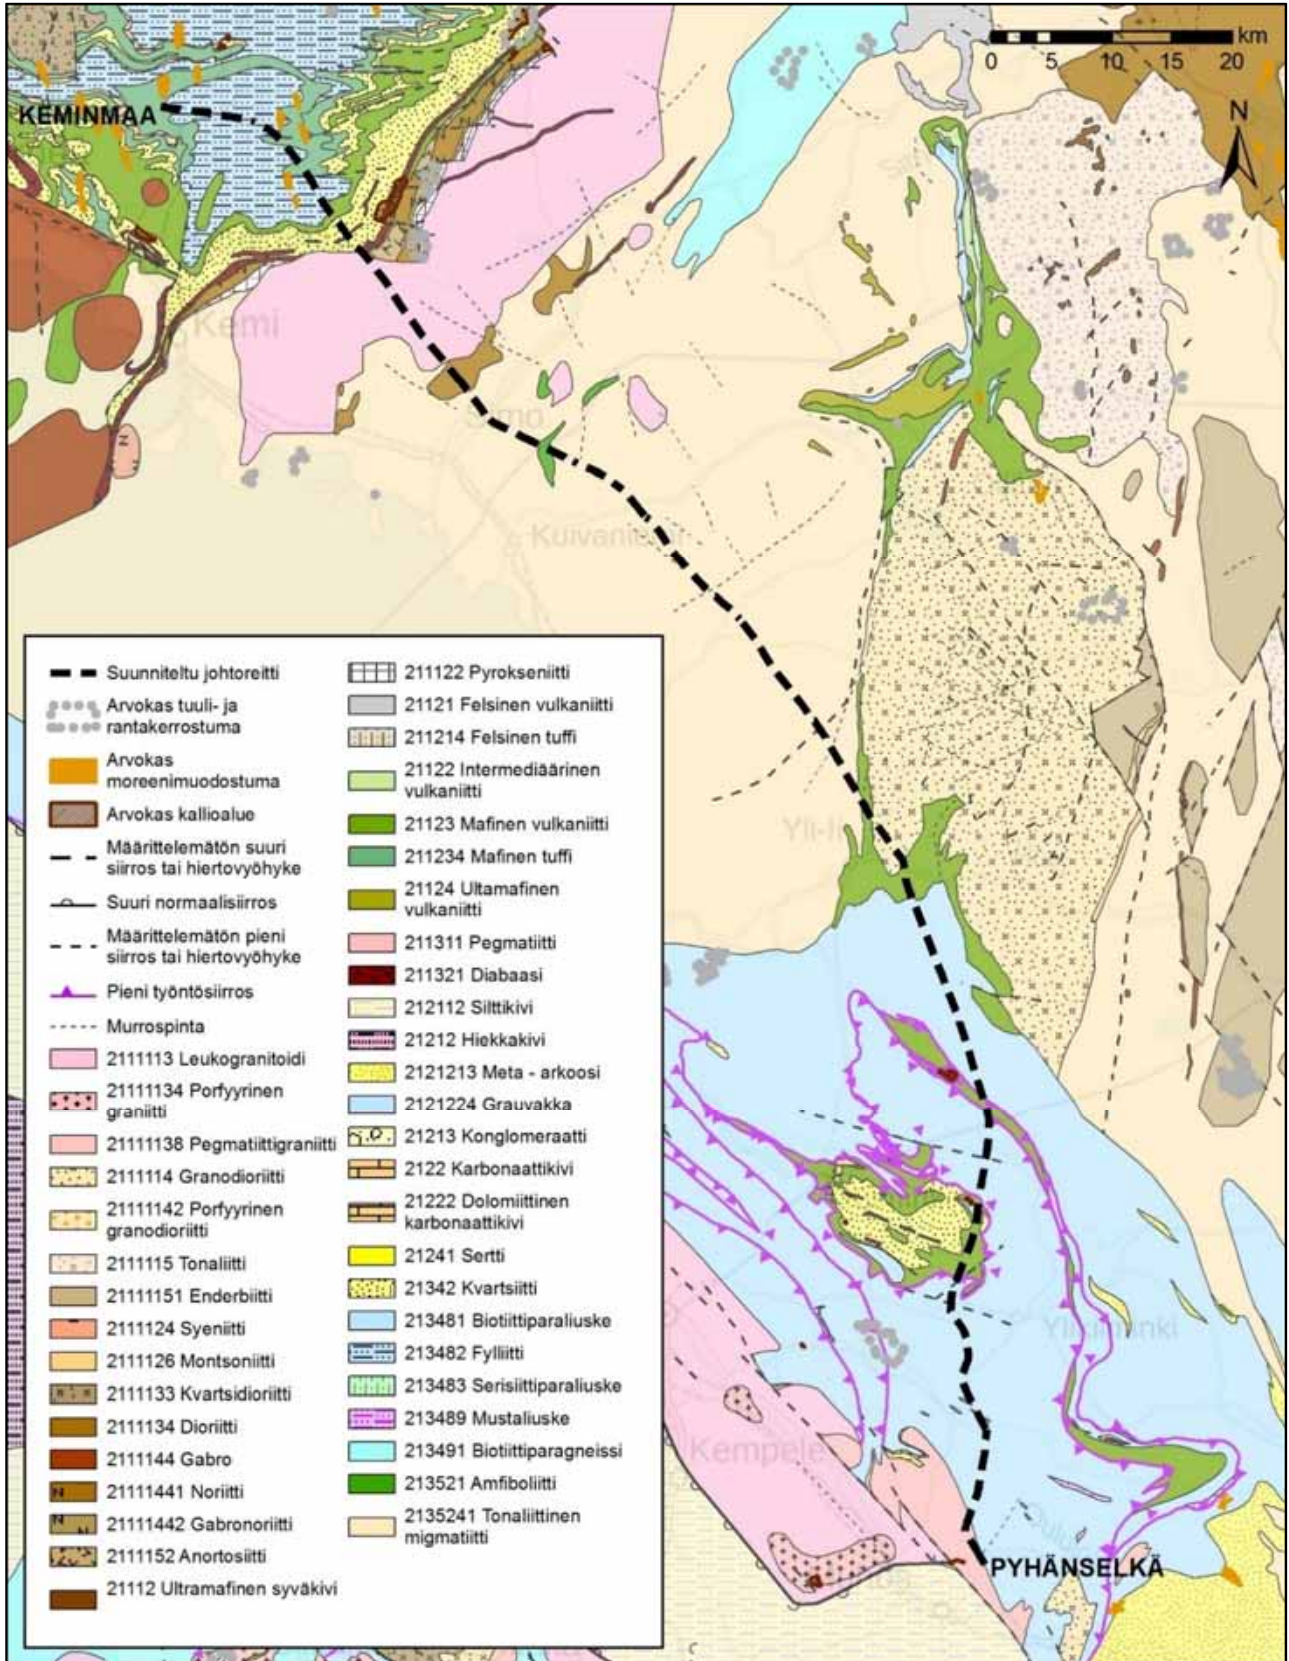 km
0 5 10 15 20
N
KEMINMAA
Kemi
Simo
Kuivaniemi
Yli-Ii
Ylikiiminki
Kempele
PYHÄNSELKÄ
Suunniteltu johtoreitti
Arvokas tuuli- ja
rantakerrostuma
Arvokas
moreenimuodostuma
Arvokas kallioalue
Määrittelemätön suuri
siirros tai hiertovyöhyke
Suuri normaalisiirros
Määrittelemätön pieni
siirros tai hiertovyöhyke
Pieni työntösiirros
Murrospinta
2111113 Leukogranitoidi
21111134 Porfyyrinen
graniitti
21111138 Pegmatiittigraniitti
2111114 Granodioriitti
21111142 Porfyyrinen
granodioriitti
2111115 Tonaliitti
21111151 Enderbiitti
2111124 Syeniitti
2111126 Montsoniitti
2111133 Kvartsidioriitti
2111134 Dioriitti
2111144 Gabro
21111441 Noriitti
21111442 Gabronoriitti
2111152 Anortosiitti
21112 Ultramafinen syväkivi
211122 Pyrokseniitti
21121 Felsinen vulkaniitti
211214 Felsinen tuffi
21122 Intermediäärinen
vulkaniitti
21123 Mafinen vulkaniitti
211234 Mafinen tuffi
21124 Ultamafinen
vulkaniitti
211311 Pegmatiitti
211321 Diabaasi
212112 Silttikivi
21212 Hiekkakivi
2121213 Meta - arkoosi
2121224 Grauvakka
21213 Konglomeraatti
2122 Karbonaattikivi
21222 Dolomiittinen
karbonaattikivi
21241 Sertti
21342 Kvartsiitti
213481 Biotiittiparaliuske
213482 Fylliitti
213483 Serisiittiparaliuske
213489 Mustaliuske
213491 Biotiittiparagneissi
213521 Amfiboliitti
2135241 Tonaliittinen
migmatiitti